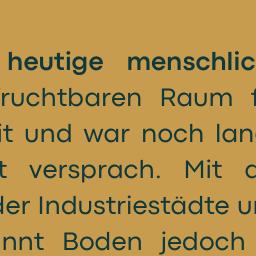 heutige menschlic
ruchtbaren Raum f
it und war noch lan
t versprach. Mit d
der Industriestädte u
nnt Boden jedoch